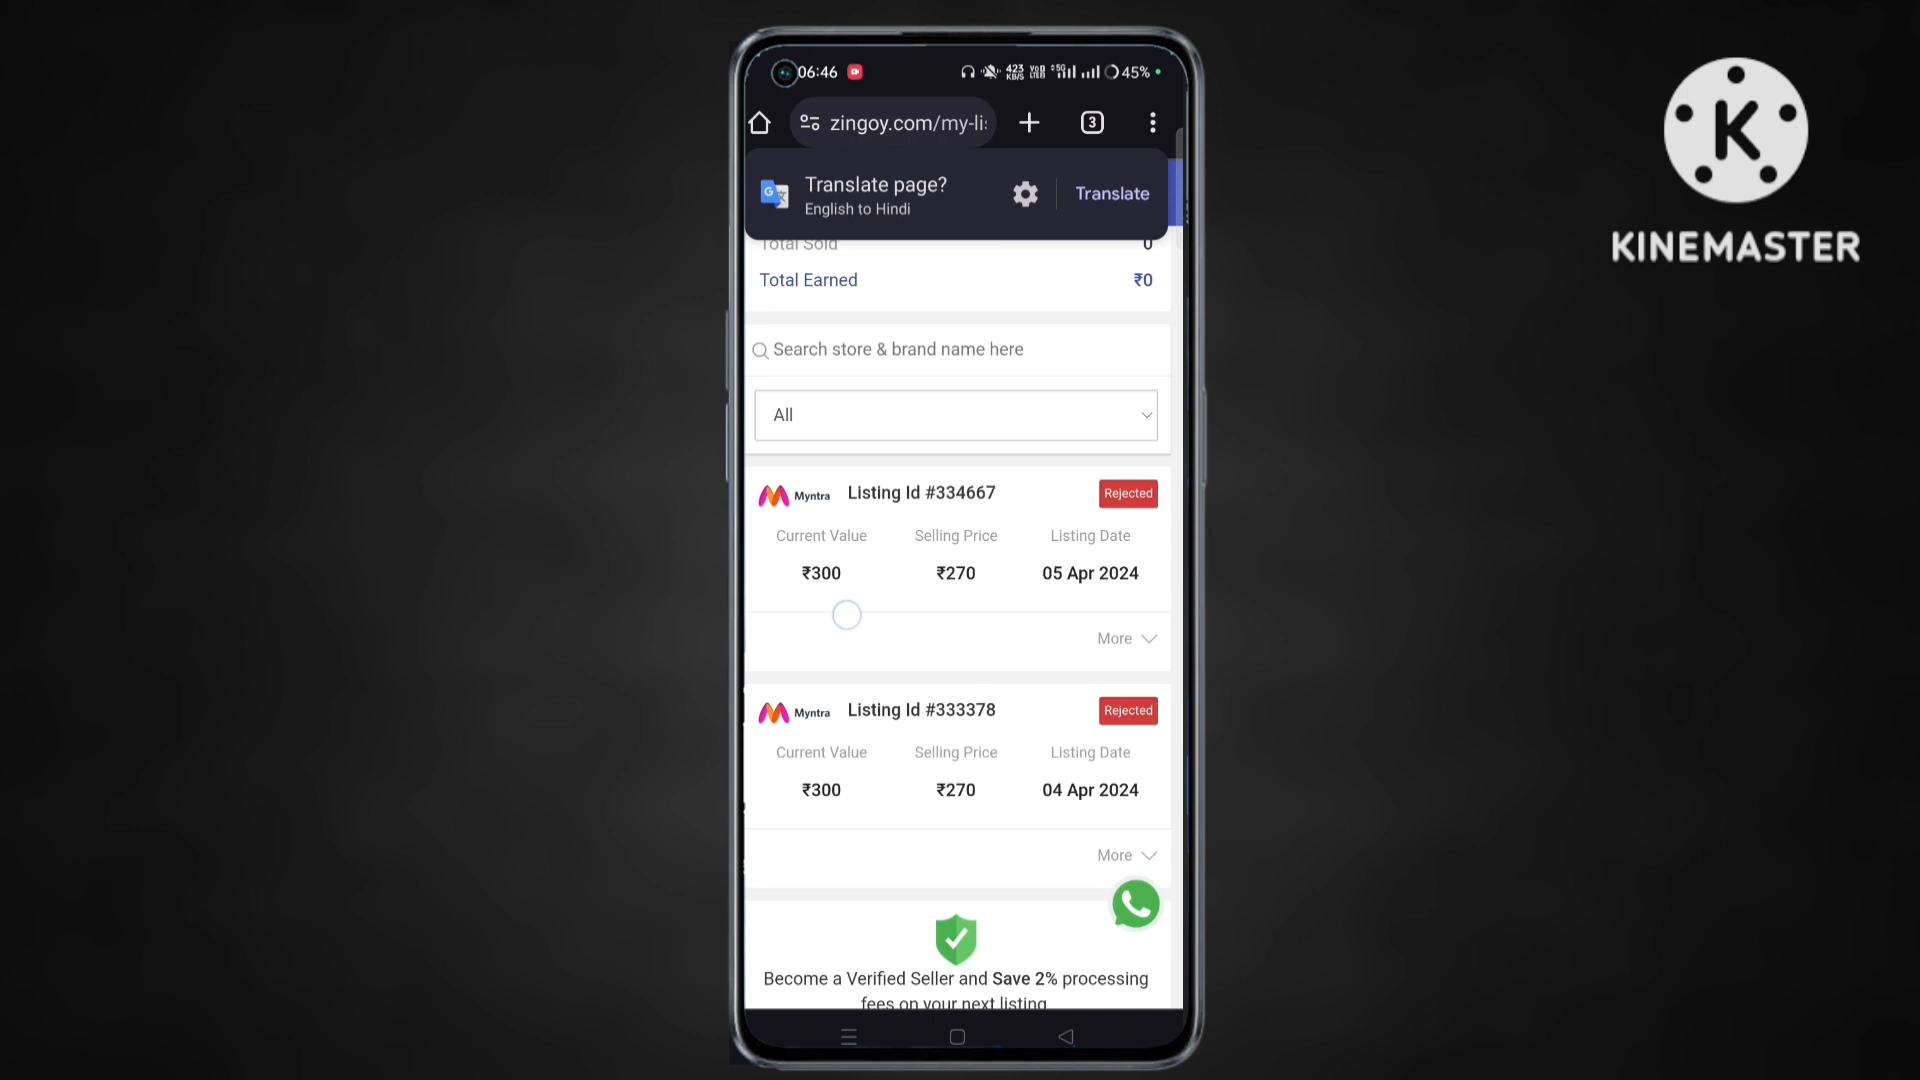 06:46 423 KB/S 5G 45%
zingoy.com/my-li
3
Translate page?
English to Hindi
Translate
Total Sold 0
Total Earned ₹0
Search store & brand name here
All
Myntra Listing Id #334667 Rejected
Current Value Selling Price Listing Date
₹300 ₹270 05 Apr 2024
More
Myntra Listing Id #333378 Rejected
Current Value Selling Price Listing Date
₹300 ₹270 04 Apr 2024
More
Become a Verified Seller and Save 2% processing
fees on your next listing
K
KINEMASTER